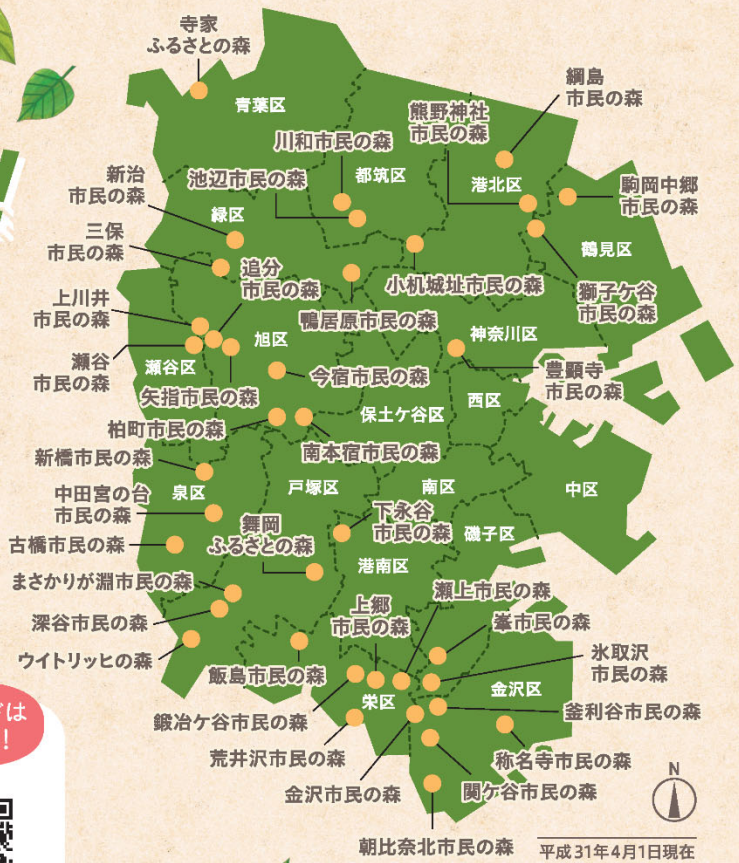 寺家
ふるさとの森
青葉区
綱島
市民の森
熊野神社
市民の森
川和市民の森
都筑区
港北区
新治
市民の森
池辺市民の森
駒岡中郷
市民の森
緑区
三保
市民の森
鶴見区
追分
市民の森
小机城址市民の森
獅子ケ谷
市民の森
上川井
市民の森
鴨居原市民の森
旭区
神奈川区
瀬谷
市民の森
瀬谷区
矢指市民の森
今宿市民の森
豊顕寺
市民の森
西区
保土ケ谷区
柏町市民の森
南本宿市民の森
新橋市民の森
泉区
戸塚区
南区
中区
中田宮の台
市民の森
舞岡
ふるさとの森
下永谷
市民の森
磯子区
古橋市民の森
港南区
まさかりが淵市民の森
上郷
市民の森
瀬上市民の森
深谷市民の森
峯市民の森
ウイトリッヒの森
飯島市民の森
氷取沢
市民の森
栄区
金沢区
鍛冶ケ谷市民の森
釜利谷市民の森
荒井沢市民の森
称名寺市民の森
金沢市民の森
関ケ谷市民の森
朝比奈北市民の森
N
平成31年4月1日現在
は
!